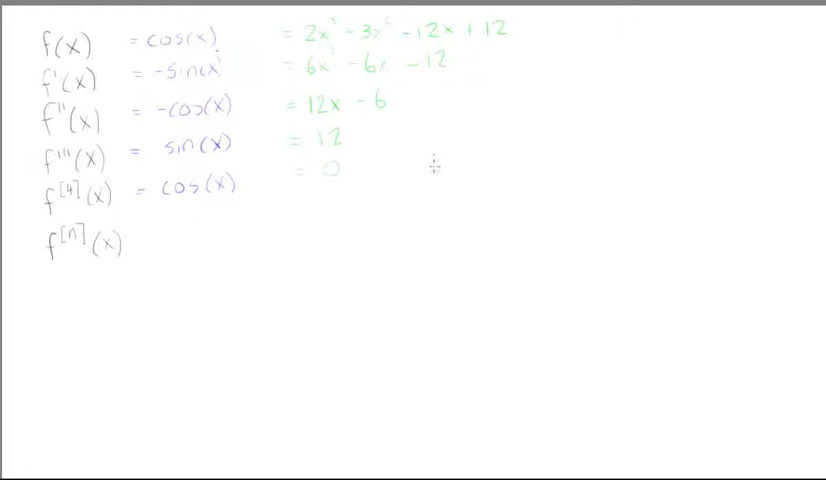 f(x) = cos(x) = 2x³ - 3x² - 12x + 12
f'(x) = -sin(x) = 6x² - 6x - 12
f''(x) = -cos(x) = 12x - 6
f'''(x) = sin(x) = 12
f[4](x) = cos(x) = 0
f[n](x)